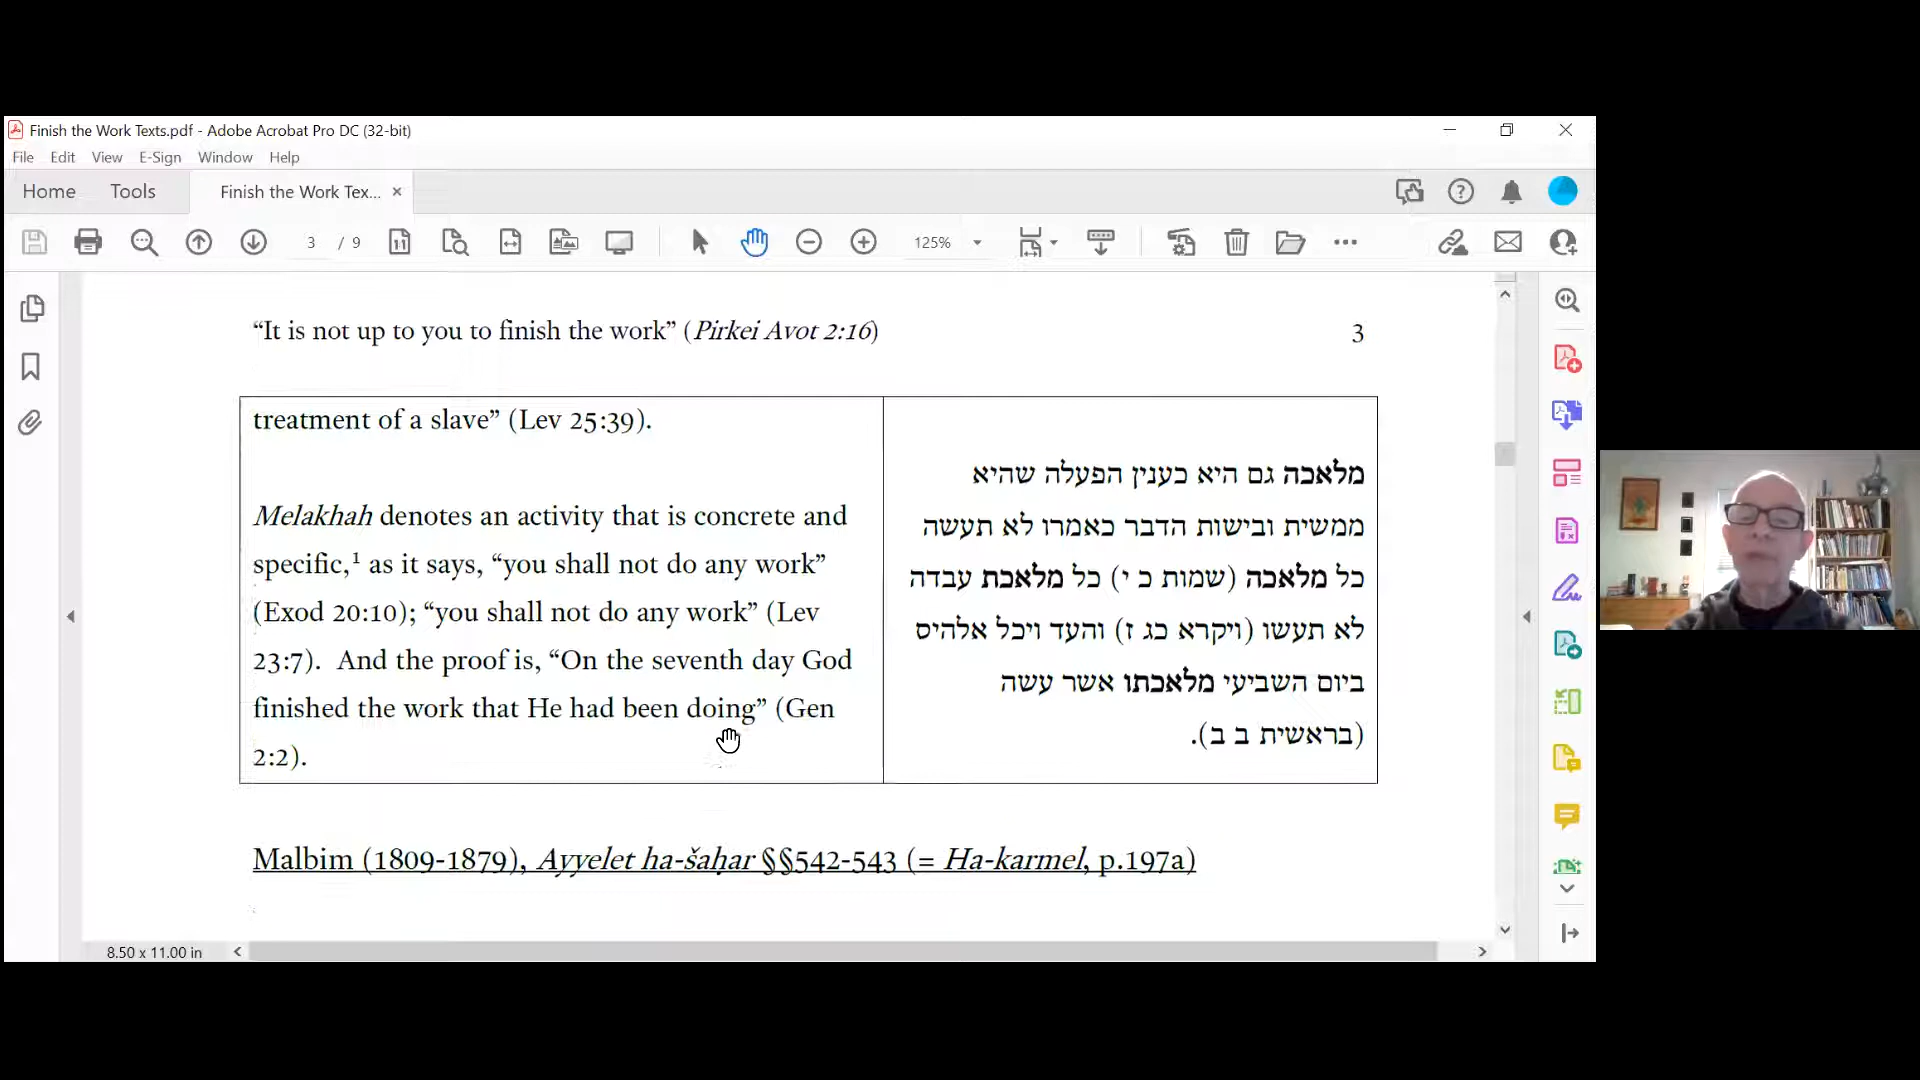 Finish the Work Texts.pdf - Adobe Acrobat Pro DC (32-bit)
File Edit View E-Sign Window Help
Home Tools Finish the Work Tex... ×
3 / 9 125%
“It is not up to you to finish the work” (Pirkei Avot 2:16) 3
treatment of a slave” (Lev 25:39).
Melakhah denotes an activity that is concrete and
specific,¹ as it says, “you shall not do any work”
(Exod 20:10); “you shall not do any work” (Lev
23:7). And the proof is, “On the seventh day God
finished the work that He had been doing” (Gen
2:2).
מלאכה גם היא כענין הפעלה שהיא
ממשית ובישות הדבר כאמרו לא תעשה
כל מלאכה (שמות כ י) כל מלאכת עבדה
לא תעשו (ויקרא כג ז) והעד ויכל אלהיס
ביום השביעי מלאכתו אשר עשה
(בראשית ב ב).
Malbim (1809-1879), Ayyelet ha-šaḥar §§542-543 (= Ha-karmel, p.197a)
8.50 x 11.00 in